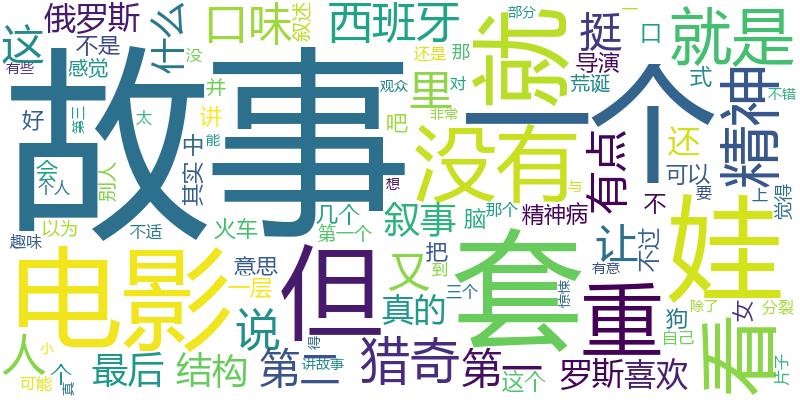 俄罗斯
口味
叙述
西班牙
部分
一
这
不是
什么
没
还是
那
挺
口
就是
有些
感觉
并
观众
里
对
就
导演
荒诞
式
不错
故事
一个
好
第三
太
讲
吧
非常
没有
精神
会
个人
别人
其实
中
能
想
有点
还
可以
与
要
上
觉得
以为
火车
几个
第一个
叙事
脑
那个
精神病
不
趣味
不适
娃
电影
意思
一层
但
又
把
到
套
让
不过
有意
真的
三个
惊悚
重
狗
除了
自己
女
分裂
说
人
小
最后
结构
第二
得
猎奇
第一
这个
罗斯
喜欢
看
片子
可能
个
真
讲故事